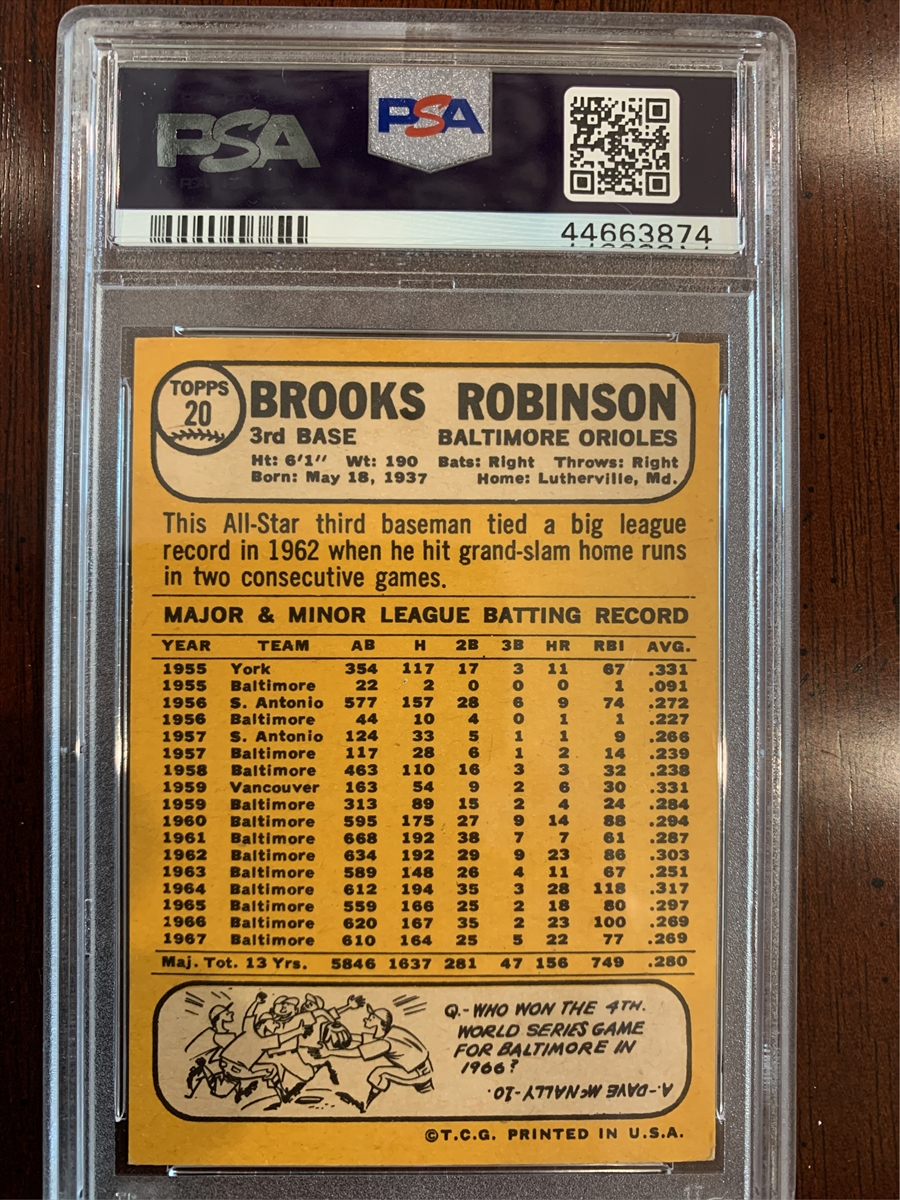 PSA
PSA
44663874
TOPPS
20
BROOKS ROBINSON
3rd BASE BALTIMORE ORIOLES
Ht: 6'1" Wt: 190 Bats: Right Throws: Right
Born: May 18, 1937 Home: Lutherville, Md.
This All-Star third baseman tied a big league
record in 1962 when he hit grand-slam home runs
in two consecutive games.
MAJOR & MINOR LEAGUE BATTING RECORD
YEAR TEAM AB H 2B 3B HR RBI AVG.
1955 York 354 117 17 3 11 67 .331
1955 Baltimore 22 2 0 0 0 1 .091
1956 S. Antonio 577 157 28 6 9 74 .272
1956 Baltimore 44 10 4 0 1 1 .227
1957 S. Antonio 124 33 5 1 1 9 .266
1957 Baltimore 117 28 6 1 2 14 .239
1958 Baltimore 463 110 16 3 3 32 .238
1959 Vancouver 163 54 9 2 6 30 .331
1959 Baltimore 313 89 15 2 4 24 .284
1960 Baltimore 595 175 27 9 14 88 .294
1961 Baltimore 668 192 38 7 7 61 .287
1962 Baltimore 634 192 29 9 23 86 .303
1963 Baltimore 589 148 26 4 11 67 .251
1964 Baltimore 612 194 35 3 28 118 .317
1965 Baltimore 559 166 25 2 18 80 .297
1966 Baltimore 620 167 35 2 23 100 .269
1967 Baltimore 610 164 25 5 22 77 .269
Maj. Tot. 13 Yrs. 5846 1637 281 47 156 749 .280
Q.-WHO WON THE 4TH.
WORLD SERIES GAME
FOR BALTIMORE IN
1966?
A.-DAVE McNALLY-10.
©T.C.G. PRINTED IN U.S.A.